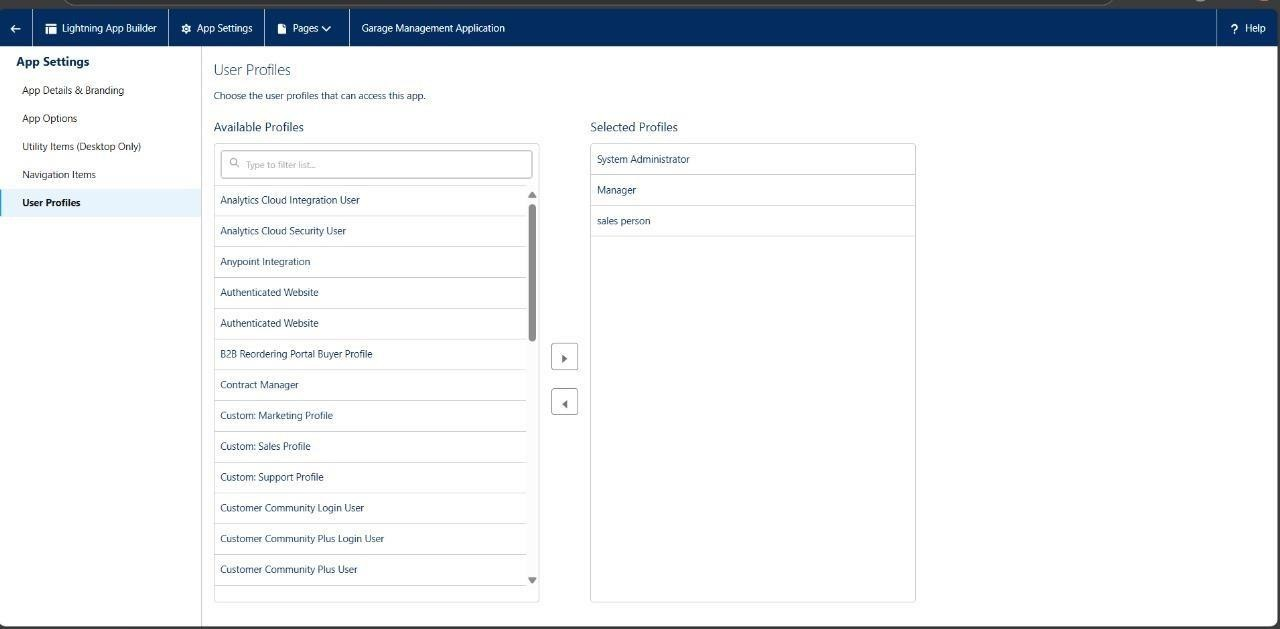 Lightning App Builder
App Settings
Pages
Garage Management Application
? Help
App Settings
App Details & Branding
App Options
Utility Items (Desktop Only)
Navigation Items
User Profiles
User Profiles
Choose the user profiles that can access this app.
Available Profiles
Type to filter list...
Analytics Cloud Integration User
Analytics Cloud Security User
Anypoint Integration
Authenticated Website
Authenticated Website
B2B Reordering Portal Buyer Profile
Contract Manager
Custom: Marketing Profile
Custom: Sales Profile
Custom: Support Profile
Customer Community Login User
Customer Community Plus Login User
Customer Community Plus User
Selected Profiles
System Administrator
Manager
sales person